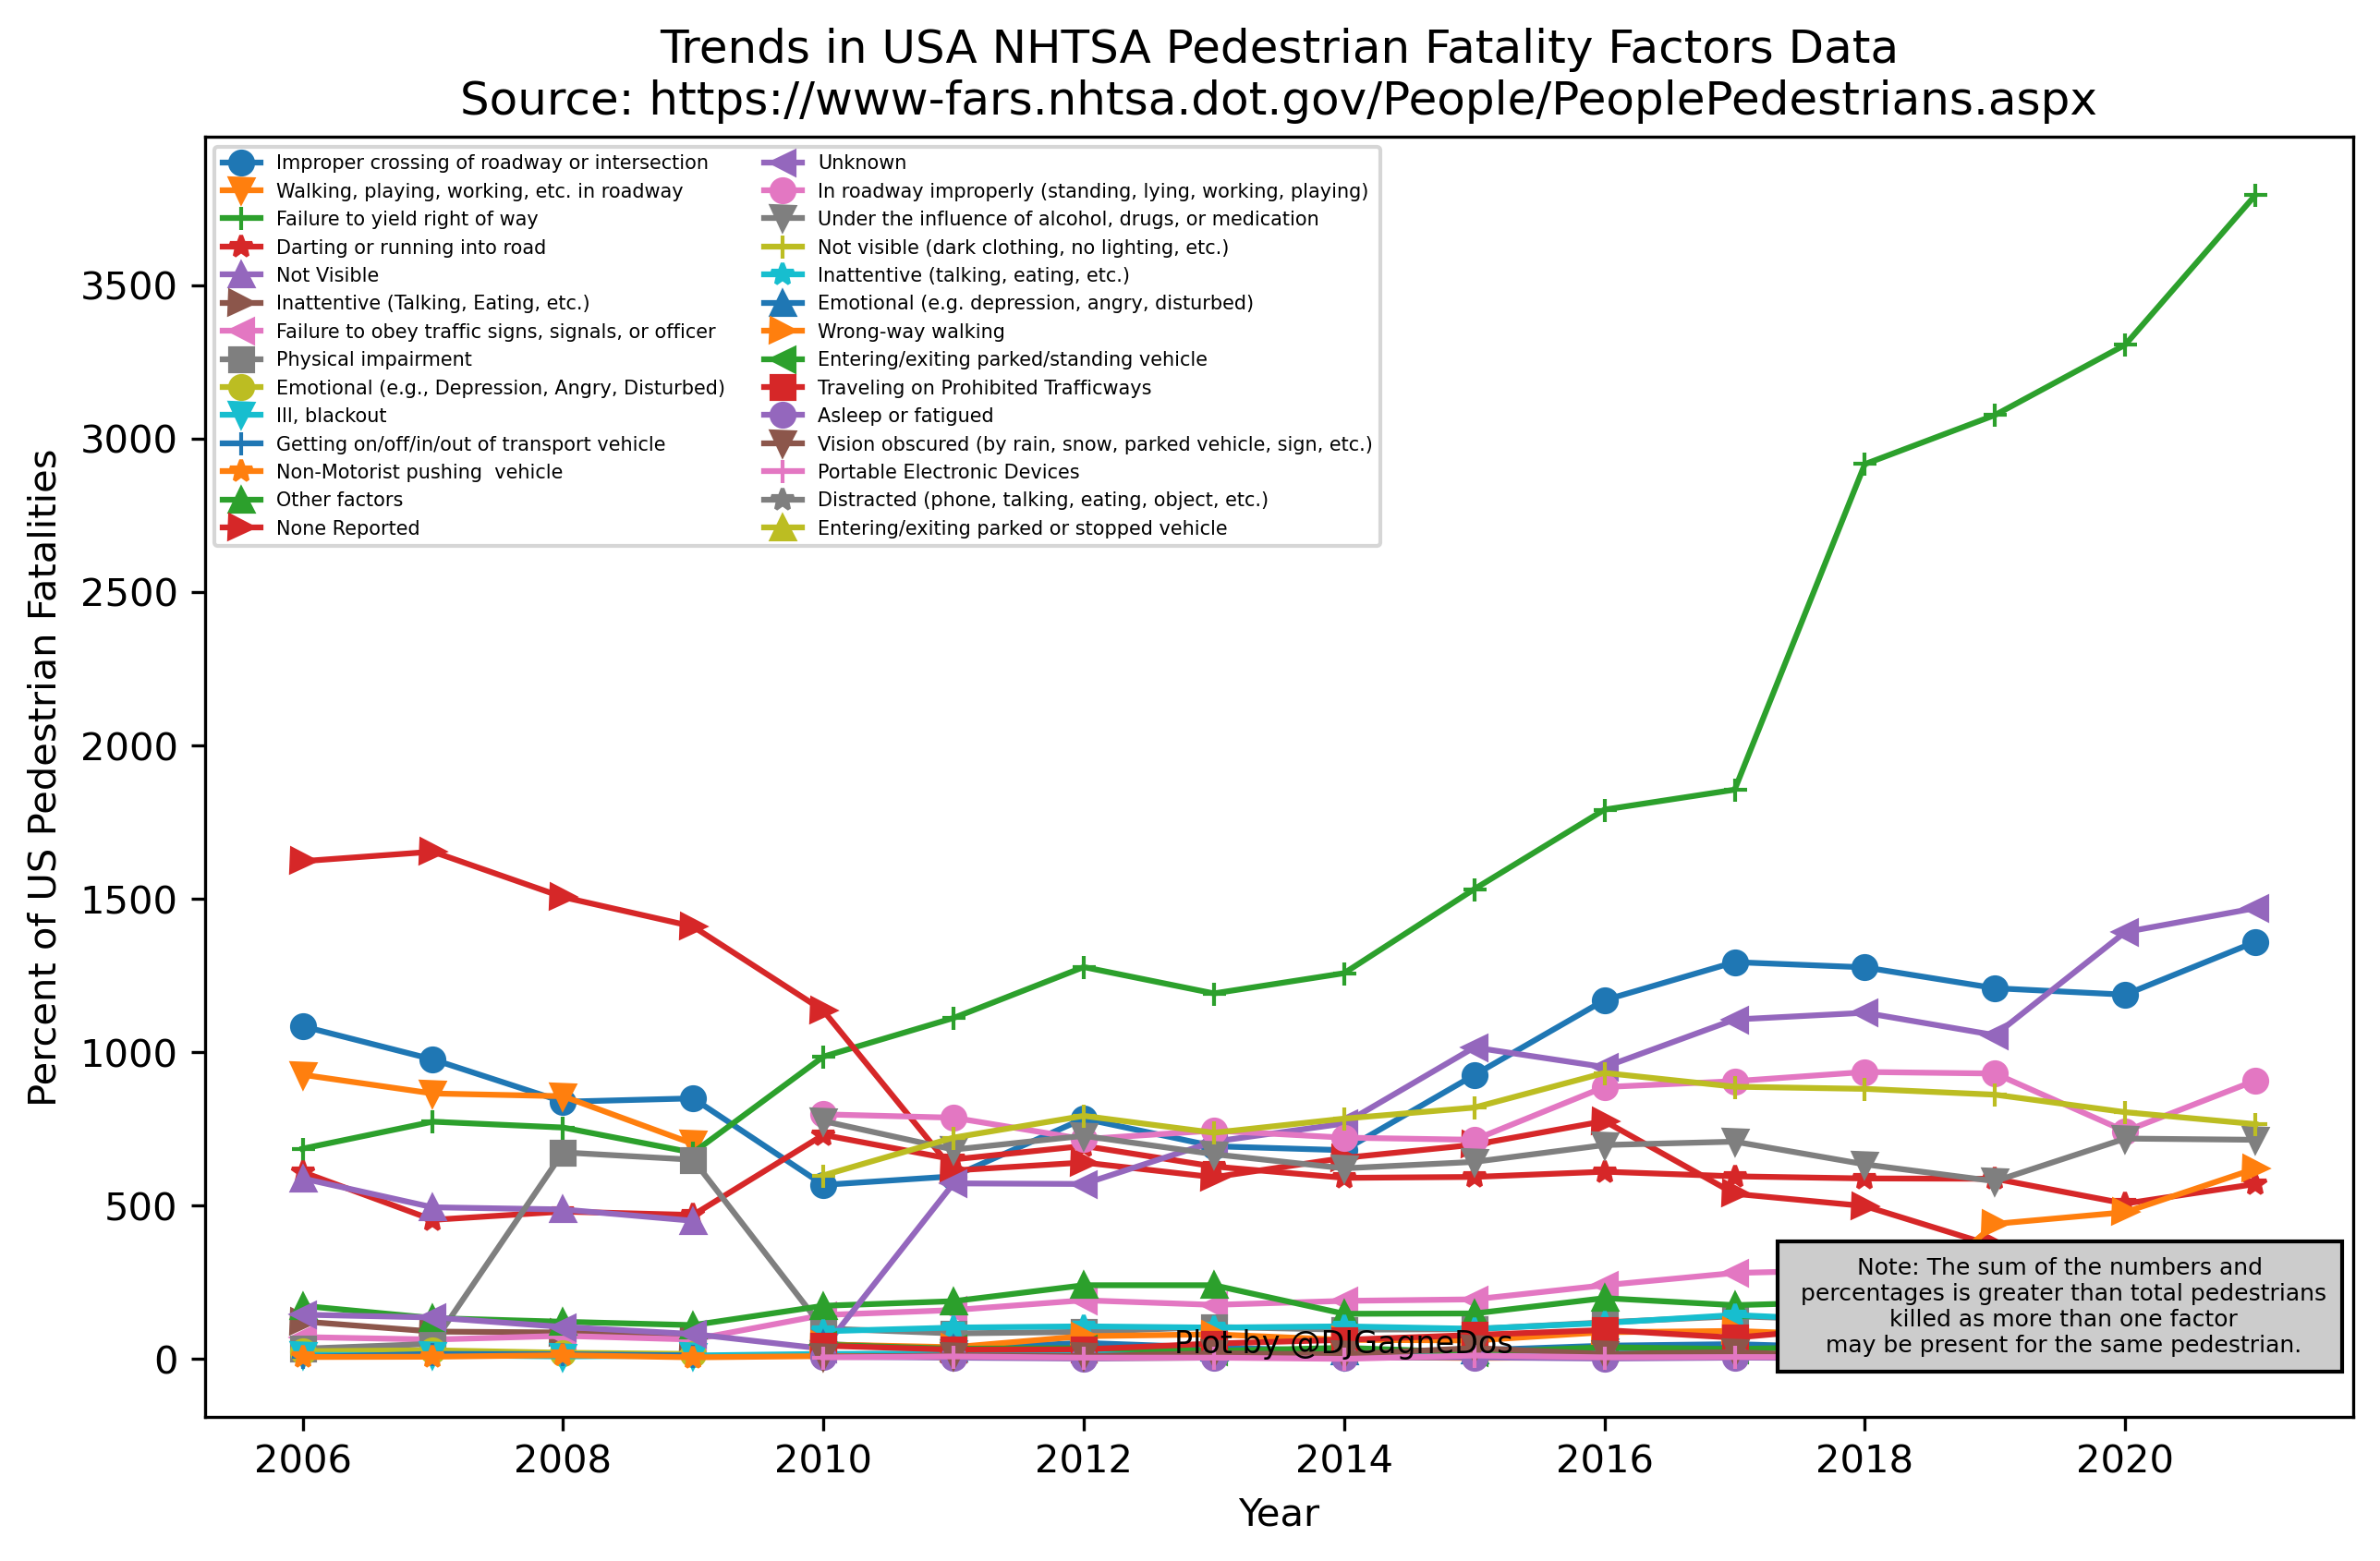 Trends in USA NHTSA Pedestrian Fatality Factors Data
Source: https://www-fars.nhtsa.dot.gov/People/PeoplePedestrians.aspx
Percent of US Pedestrian Fatalities
3500
3000
2500
2000
1500
1000
500
0
Improper crossing of roadway or intersection
Walking, playing, working, etc. in roadway
Failure to yield right of way
Darting or running into road
Not Visible
Inattentive (Talking, Eating, etc.)
Failure to obey traffic signs, signals, or officer
Physical impairment
Emotional (e.g., Depression, Angry, Disturbed)
Ill, blackout
Getting on/off/in/out of transport vehicle
Non-Motorist pushing  vehicle
Other factors
None Reported
Unknown
In roadway improperly (standing, lying, working, playing)
Under the influence of alcohol, drugs, or medication
Not visible (dark clothing, no lighting, etc.)
Inattentive (talking, eating, etc.)
Emotional (e.g. depression, angry, disturbed)
Wrong-way walking
Entering/exiting parked/standing vehicle
Traveling on Prohibited Trafficways
Asleep or fatigued
Vision obscured (by rain, snow, parked vehicle, sign, etc.)
Portable Electronic Devices
Distracted (phone, talking, eating, object, etc.)
Entering/exiting parked or stopped vehicle
Note: The sum of the numbers and
percentages is greater than total pedestrians
killed as more than one factor
may be present for the same pedestrian.
Plot by @DJGagneDos
2006 2008 2010 2012 2014 2016 2018 2020
Year